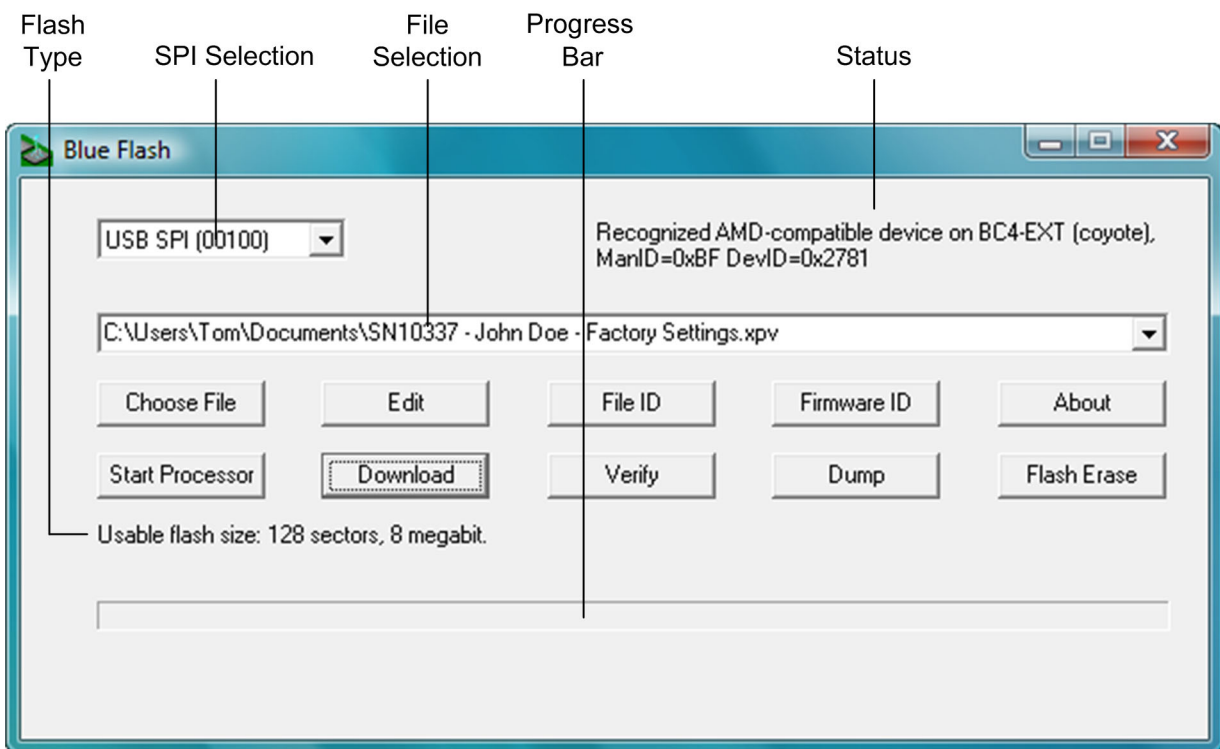 Flash
Type
SPI Selection
File
Selection
Progress
Bar
Status
Blue Flash
USB SPI (00100)
Recognized AMD-compatible device on BC4-EXT (coyote),
ManID=0xBF DevID=0x2781
C:\Users\Tom\Documents\SN10337 - John Doe - Factory Settings.xpv
Choose File
Edit
File ID
Firmware ID
About
Start Processor
Download
Verify
Dump
Flash Erase
Usable flash size: 128 sectors, 8 megabit.